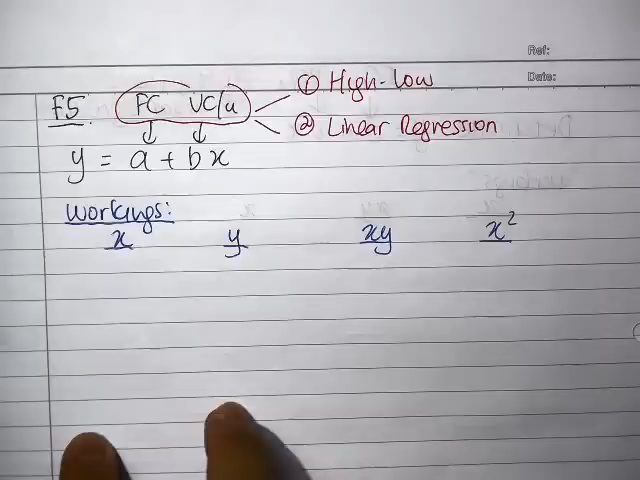 Ref:
Date:
① High-low
F5. FC VC/u
② Linear Regression
y = a + bx
Workings:
x y xy x²